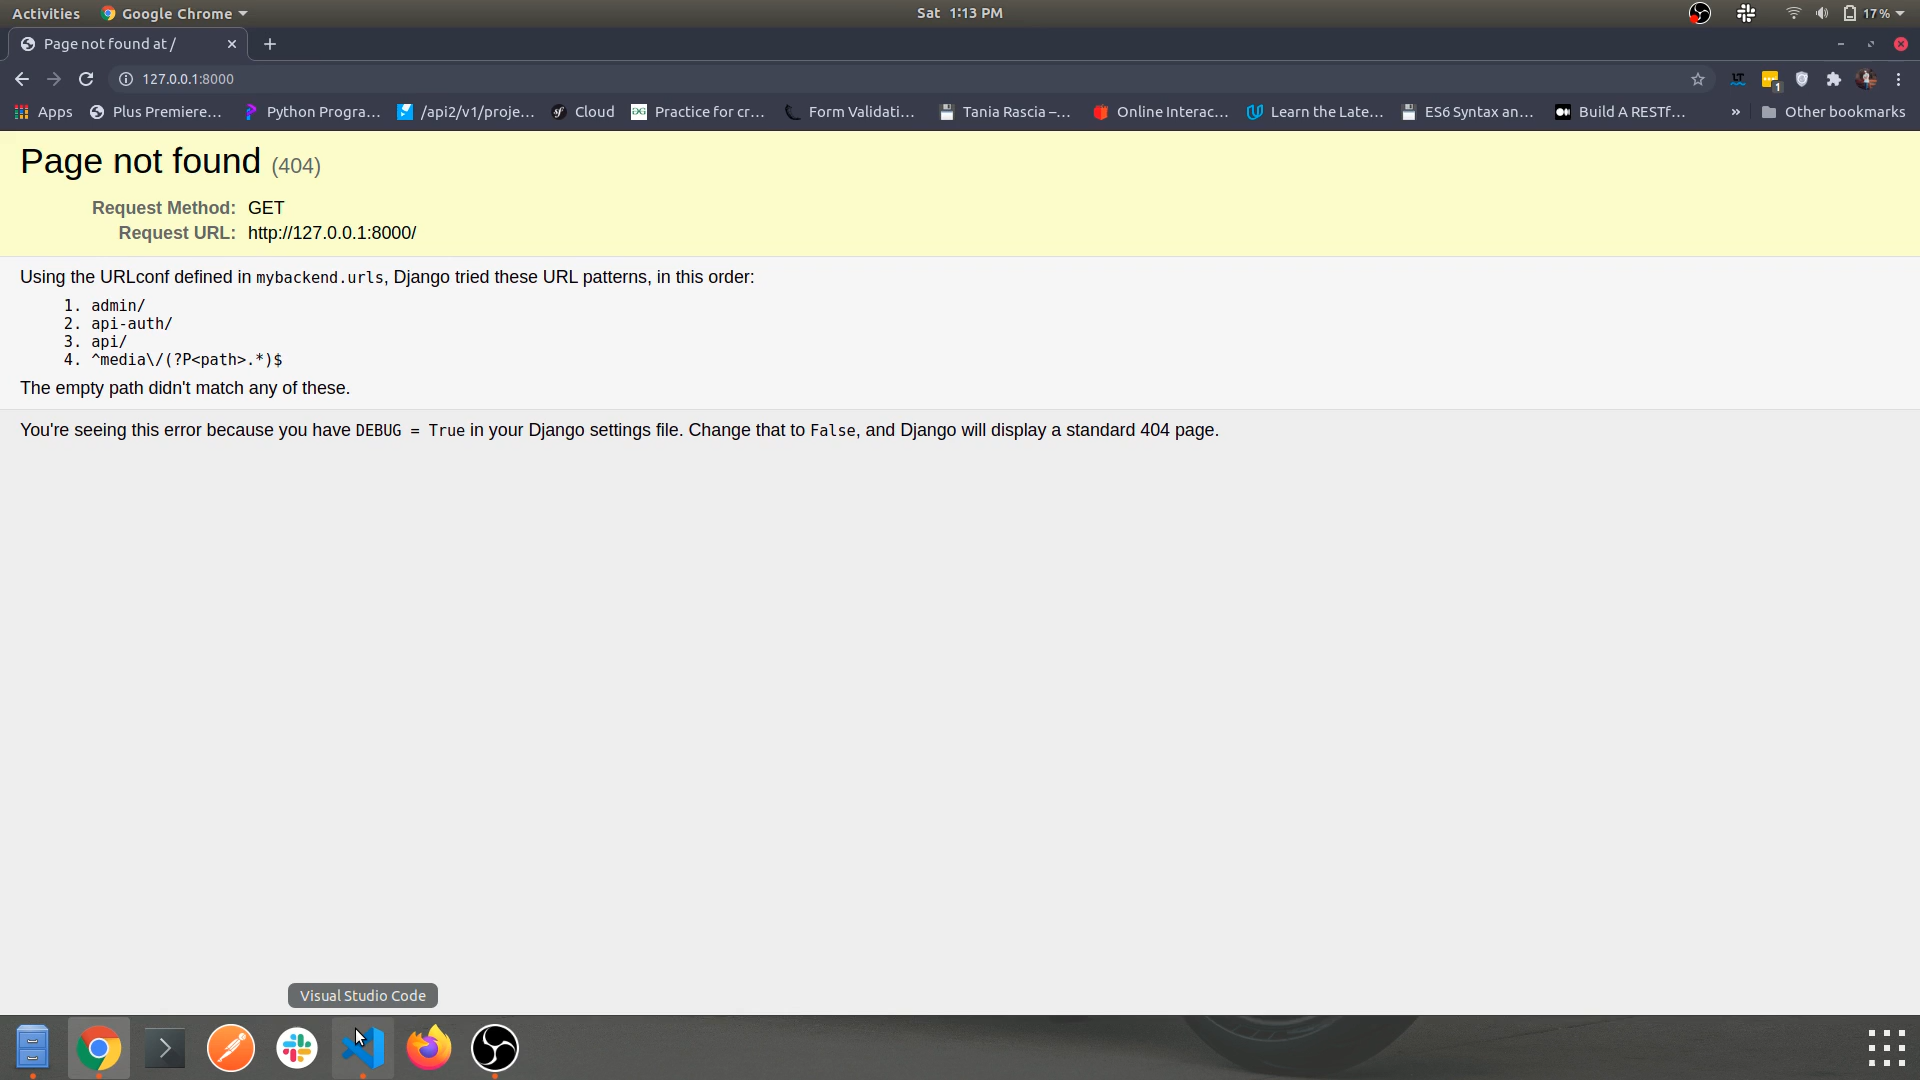 Activities Google Chrome Sat 1:13 PM 17%
Page not found at /
127.0.0.1:8000
Apps Plus Premiere... Python Progra... /api2/v1/proje... Cloud Practice for cr... Form Validati... Tania Rascia –... Online Interac... Learn the Late... ES6 Syntax an... Build A RESTf... » Other bookmarks
Page not found (404)
Request Method: GET
Request URL: http://127.0.0.1:8000/
Using the URLconf defined in mybackend.urls, Django tried these URL patterns, in this order:
1. admin/
2. api-auth/
3. api/
4. ^media\/(?P<path>.*)$
The empty path didn't match any of these.
You're seeing this error because you have DEBUG = True in your Django settings file. Change that to False, and Django will display a standard 404 page.
Visual Studio Code